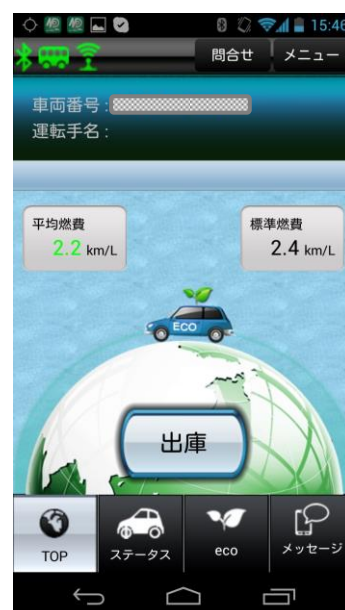 15:46
問合せ メニュー
車両番号 :
運転手名 :
平均燃費
2.2 km/L
標準燃費
2.4 km/L
ECO
出庫
TOP ステータス eco メッセージ